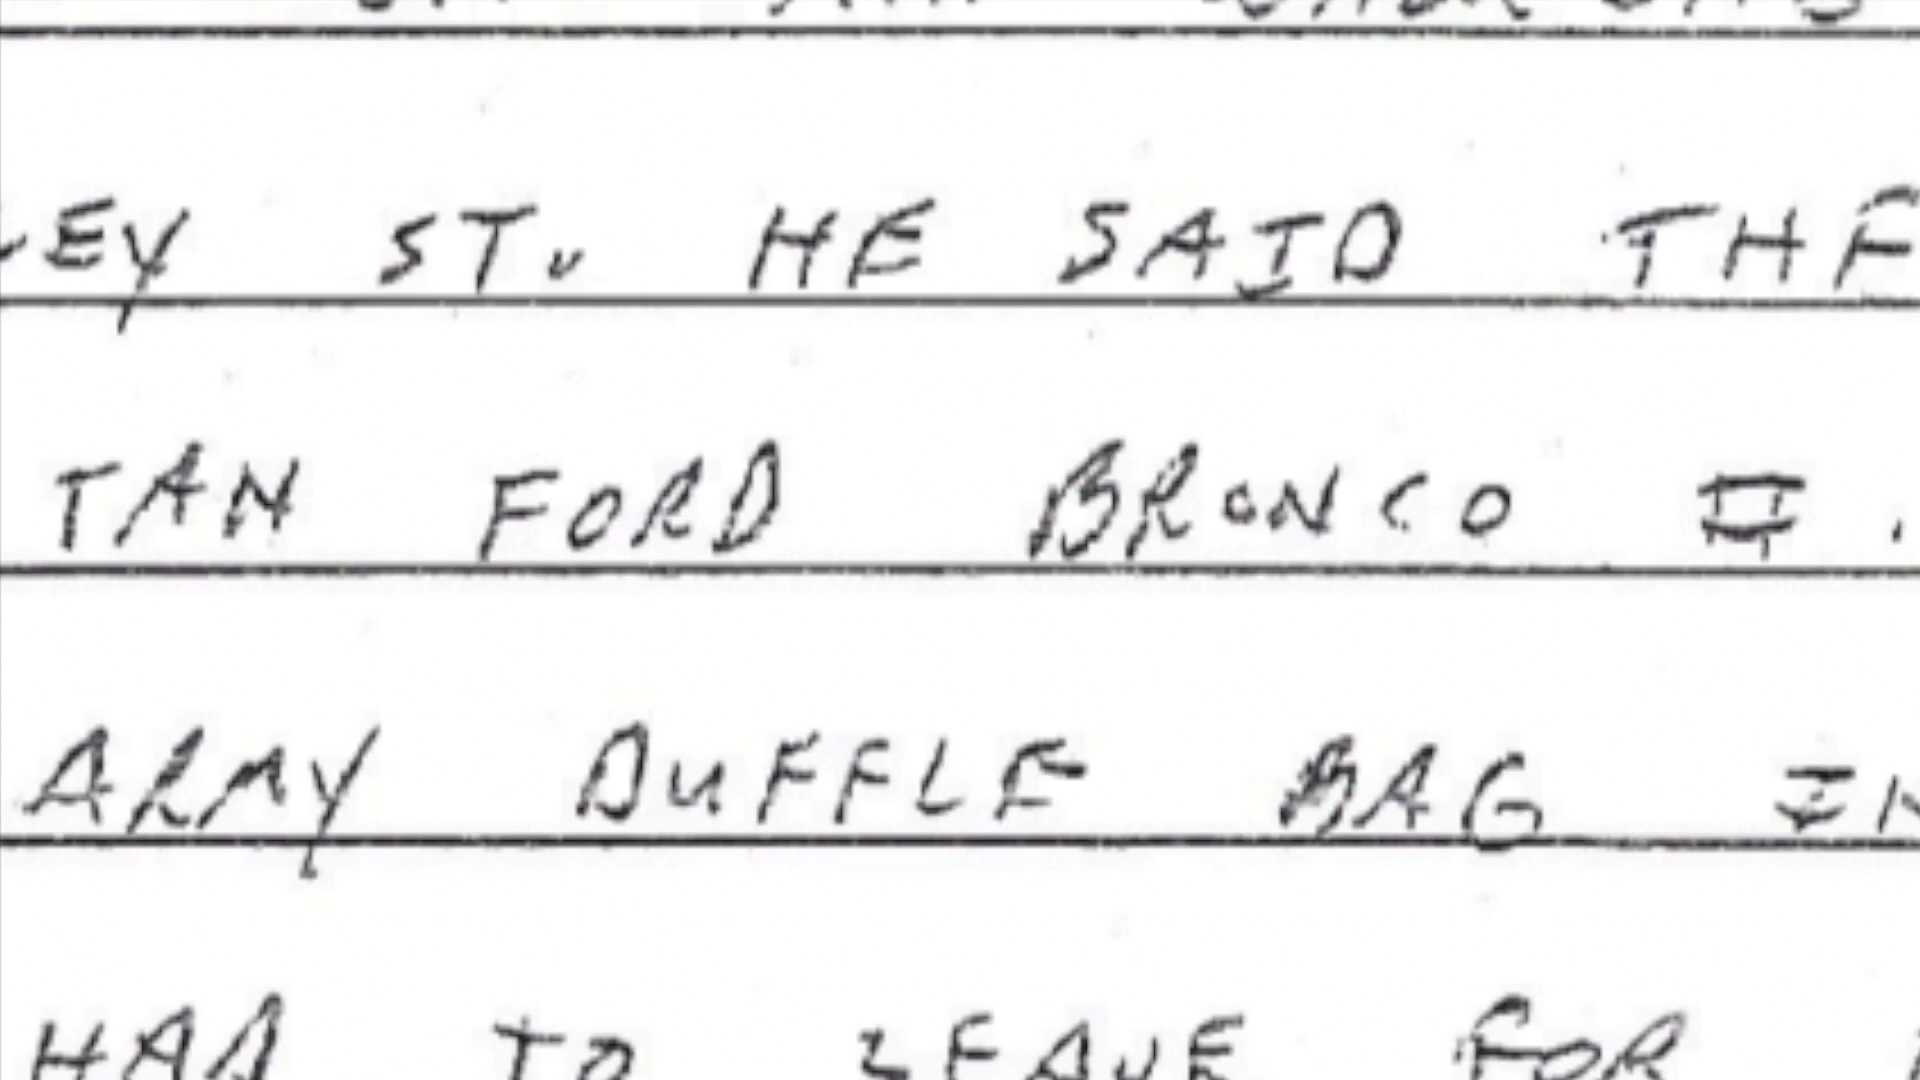 EY ST. HE SAID THE
TAN FORD BRONCO II.
ARMY DUFFLE BAG IN
HAD TO LEAVE FOR